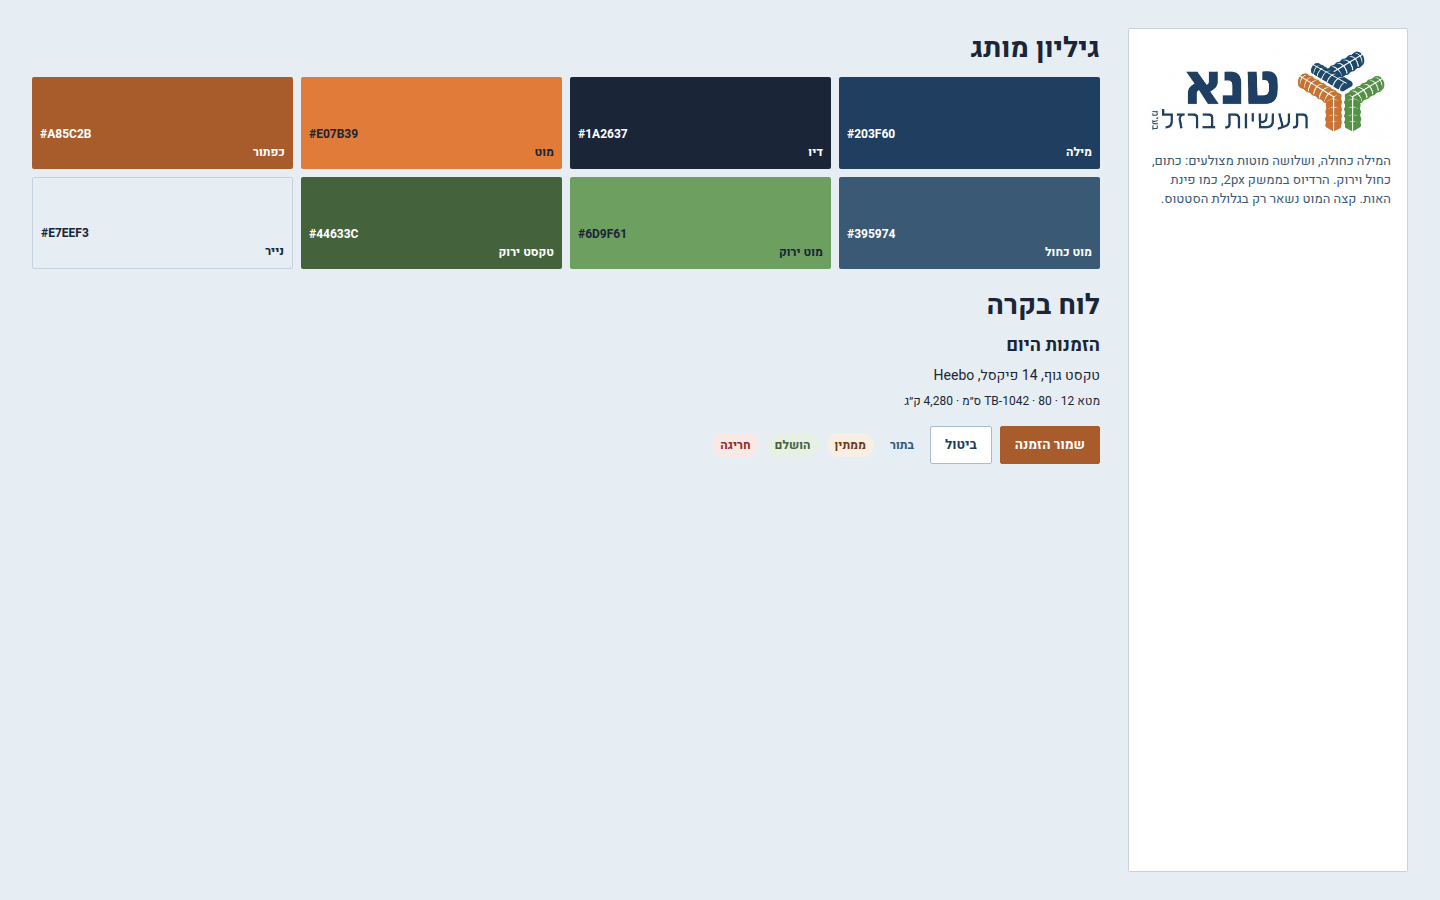 טנא
תעשיות ברזל בע"מ
המילה כחולה, ושלושה מוטות מצולעים: כתום,
כחול וירוק. הרדיוס בממשק 2px, כמו פינת
האות. קצה המוט נשאר רק בגלולת הסטטוס.
גיליון מותג
#203F60
מילה
#1A2637
דיו
#E07B39
מוט
#A85C2B
כפתור
#395974
מוט כחול
#6D9F61
מוט ירוק
#44633C
טקסט ירוק
#E7EEF3
נייר
לוח בקרה
הזמנות היום
טקסט גוף, 14 פיקסל, Heebo
מטא 12 · TB-1042 · 80 ס״מ · 4,280 ק״ג
שמור הזמנה
ביטול
בתור
ממתין
הושלם
חריגה